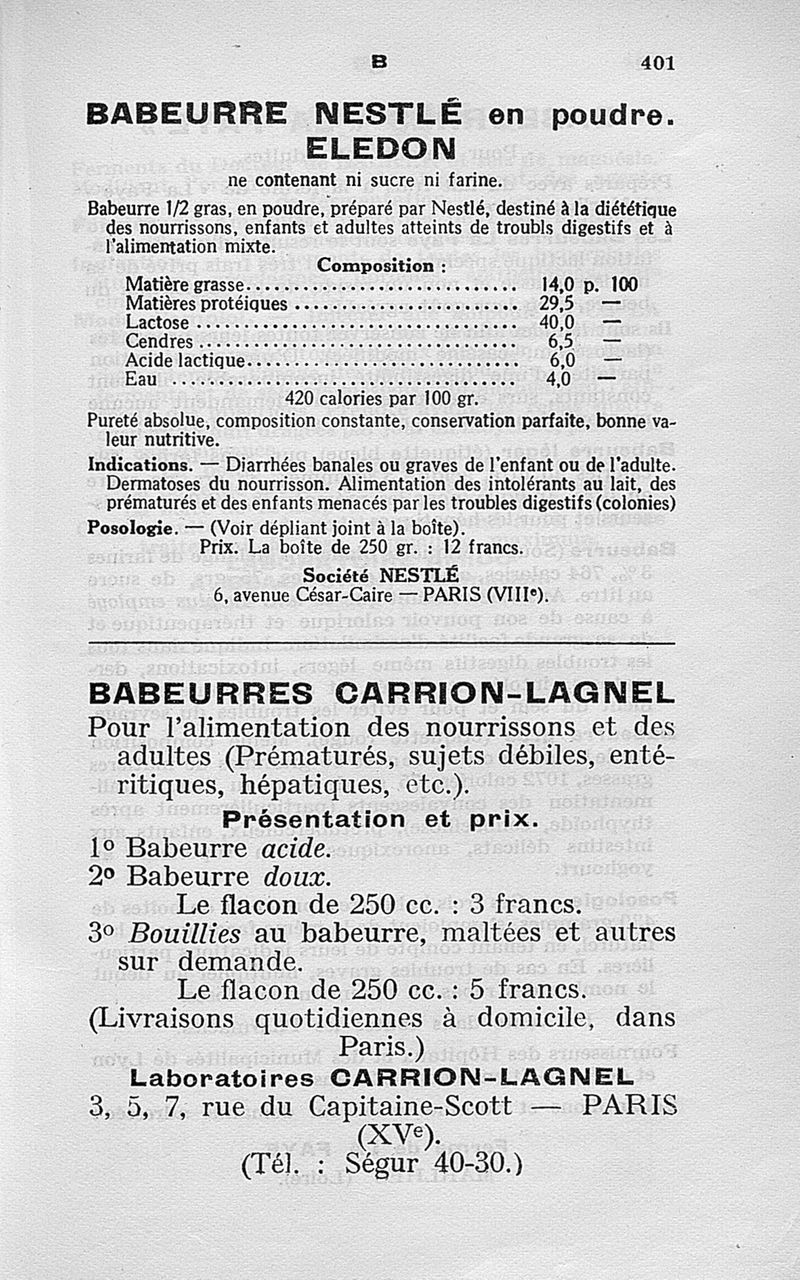 B 401
BABEURRE NESTLÉ en poudre.
ELEDON
ne contenant ni sucre ni farine.
Babeurre 1/2 gras, en poudre, préparé par Nestlé, destiné à la diététique
des nourrissons, enfants et adultes atteints de troubls digestifs et à
l'alimentation mixte.
Composition :
Matière grasse............................ 14,0 p. 100
Matières protéiques ........................ 29,5 —
Lactose .................................. 40,0 —
Cendres .................................. 6,5 —
Acide lactique............................. 6,0 —
Eau .................................... 4,0 —
420 calories par 100 gr.
Pureté absolue, composition constante, conservation parfaite, bonne va-
leur nutritive.
Indications. — Diarrhées banales ou graves de l'enfant ou de l'adulte.
Dermatoses du nourrisson. Alimentation des intolérants au lait, des
prématurés et des enfants menacés par les troubles digestifs (colonies)
Posologie. — (Voir dépliant joint à la boîte).
Prix. La boîte de 250 gr. : 12 francs.
Société NESTLÉ
6, avenue César-Caire — PARIS (VIIIe).
BABEURRES CARRION-LAGNEL
Pour l'alimentation des nourrissons et des
adultes (Prématurés, sujets débiles, enté-
ritiques, hépatiques, etc.).
Présentation et prix.
1º Babeurre acide.
2º Babeurre doux.
Le flacon de 250 cc. : 3 francs.
3º Bouillies au babeurre, maltées et autres
sur demande.
Le flacon de 250 cc. : 5 francs.
(Livraisons quotidiennes à domicile, dans
Paris.)
Laboratoires CARRION-LAGNEL
3, 5, 7, rue du Capitaine-Scott — PARIS
(XVe).
(Tél. : Ségur 40-30.)